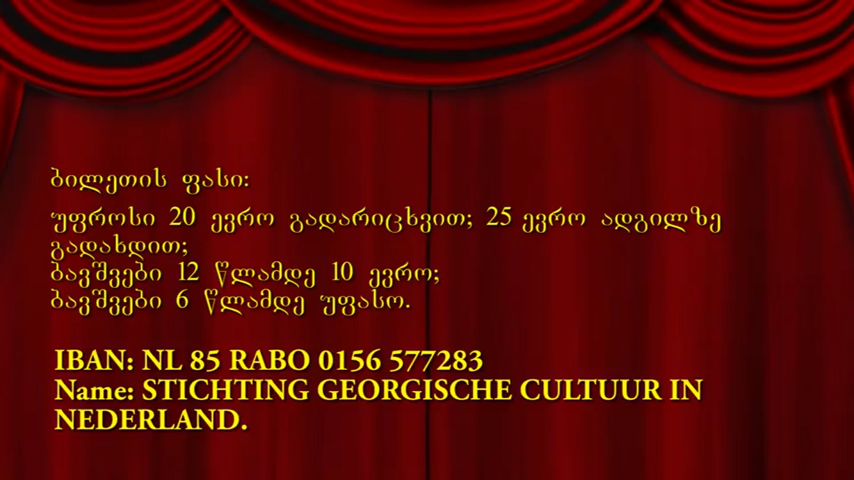 ბილეთის ფასი:
უფროსი 20 ევრო გადარიცხვით; 25 ევრო ადგილზე
გადახდით;
ბავშვები 12 წლამდე 10 ევრო;
ბავშვები 6 წლამდე უფასო.
IBAN: NL 85 RABO 0156 577283
Name: STICHTING GEORGISCHE CULTUUR IN
NEDERLAND.